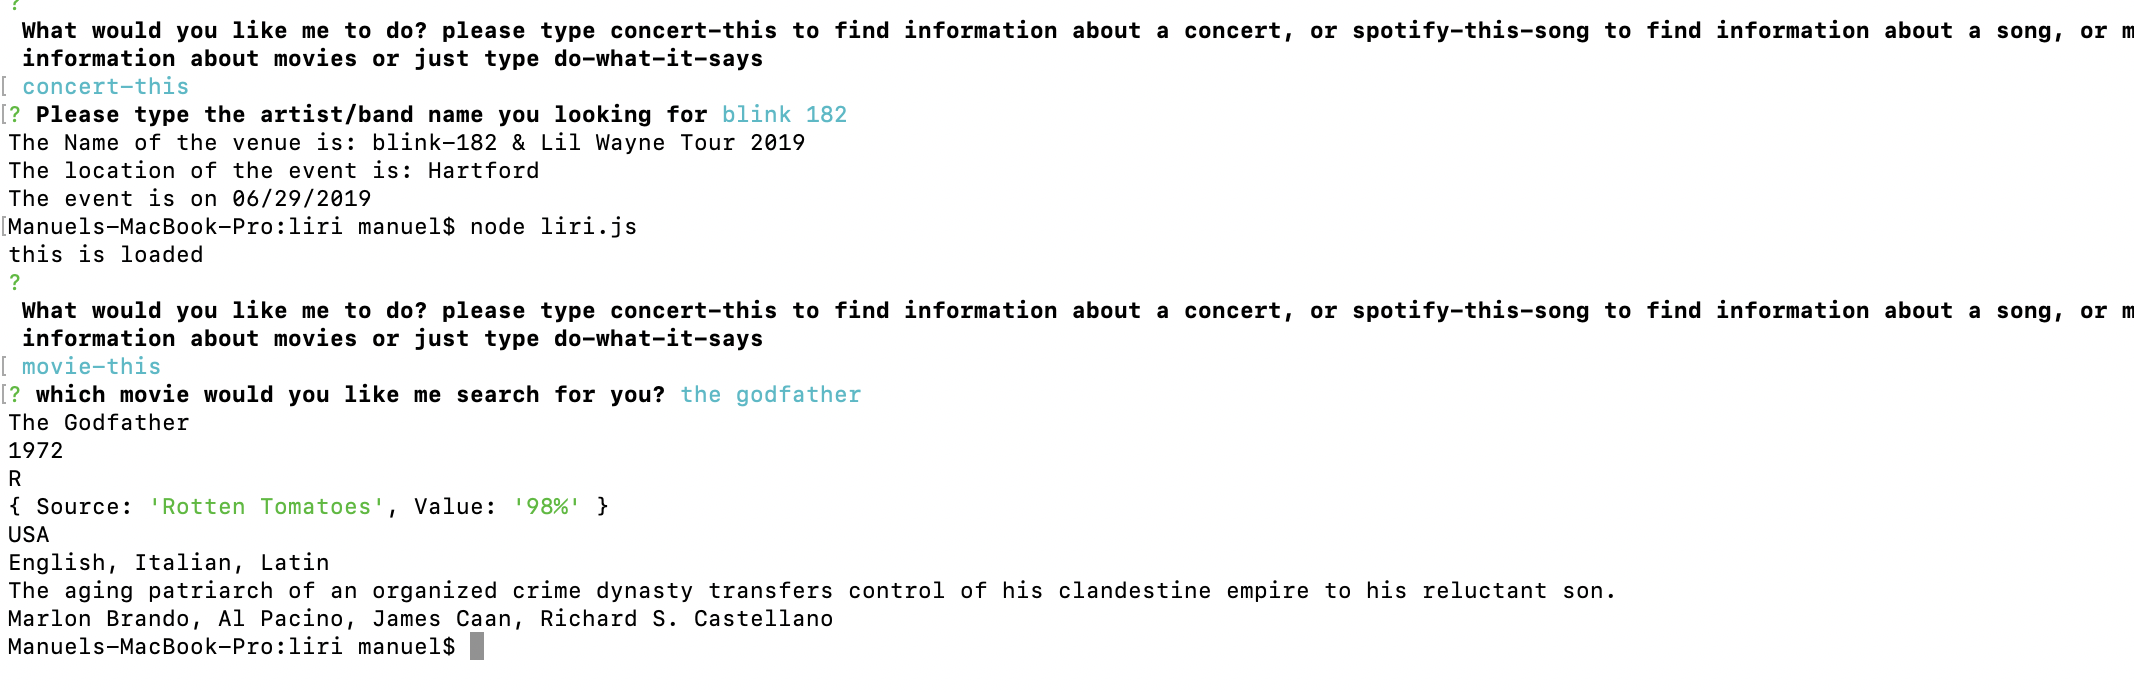 ?
What would you like me to do? please type concert-this to find information about a concert, or spotify-this-song to find information about a song, or m
information about movies or just type do-what-it-says
[ concert-this
[? Please type the artist/band name you looking for blink 182
The Name of the venue is: blink-182 & Lil Wayne Tour 2019
The location of the event is: Hartford
The event is on 06/29/2019
[Manuels-MacBook-Pro:liri manuel$ node liri.js
this is loaded
?
What would you like me to do? please type concert-this to find information about a concert, or spotify-this-song to find information about a song, or m
information about movies or just type do-what-it-says
[ movie-this
[? which movie would you like me search for you? the godfather
The Godfather
1972
R
{ Source: 'Rotten Tomatoes', Value: '98%' }
USA
English, Italian, Latin
The aging patriarch of an organized crime dynasty transfers control of his clandestine empire to his reluctant son.
Marlon Brando, Al Pacino, James Caan, Richard S. Castellano
Manuels-MacBook-Pro:liri manuel$